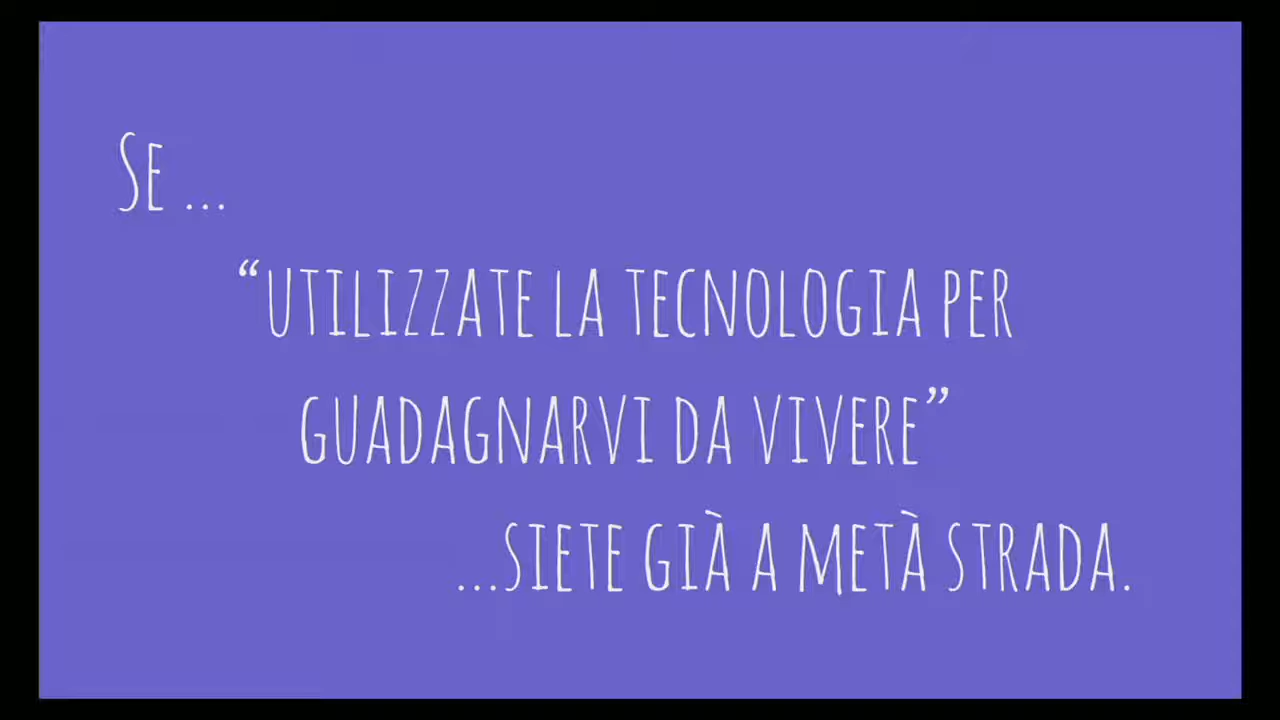 Se ...
“utilizzate la tecnologia per
guadagnarvi da vivere”
...siete già a metà strada.